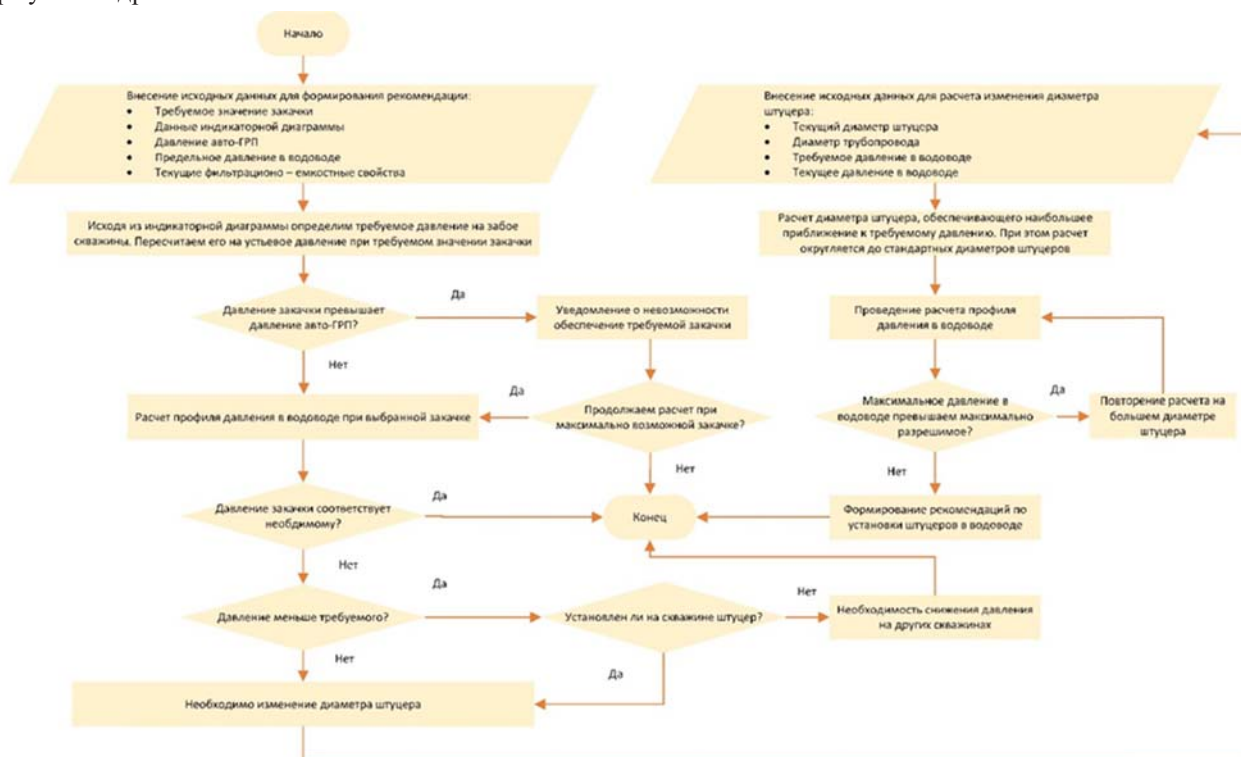 Начало
Внесение исходных данных для формирования рекомендации:
• Требуемое значение закачки
• Данные индикаторной диаграммы
• Давление авто-ГРП
• Предельное давление в водоводе
• Текущие фильтрационо – емкостные свойства
Исходя из индикаторной диаграммы определим требуемое давление на забое
скважины. Пересчитаем его на устьевое давление при требуемом значении закачки
Давление закачки превышает
давление авто-ГРП?
Да
Нет
Уведомление о невозможности
обеспечение требуемой закачки
Продолжаем расчет при
максимально возможной закачке?
Да
Нет
Расчет профиля давления в водоводе при выбранной закачке
Давление закачки соответствует
необдимому?
Да
Нет
Конец
Давление меньше требуемого?
Да
Нет
Установлен ли на скважине штуцер?
Нет
Да
Необходимость снижения давления
на других скважинах
Необходимо изменение диаметра штуцера
Внесение исходных данных для расчета изменения диаметра
штуцера:
• Текущий диаметр штуцера
• Диаметр трубопровода
• Требуемое давление в водоводе
• Текущее давление в водоводе
Расчет диаметра штуцера, обеспечивающего наибольшее
приближение к требуемому давлению. При этом расчет
округляется до стандартных диаметров штуцеров
Проведение расчета профиля
давления в водоводе
Максимальное давление в
водоводе превышаем максимально
разрешимое?
Да
Нет
Повторение расчета на
большем диаметре
штуцера
Формирование рекомендаций по
установки штуцеров в водоводе